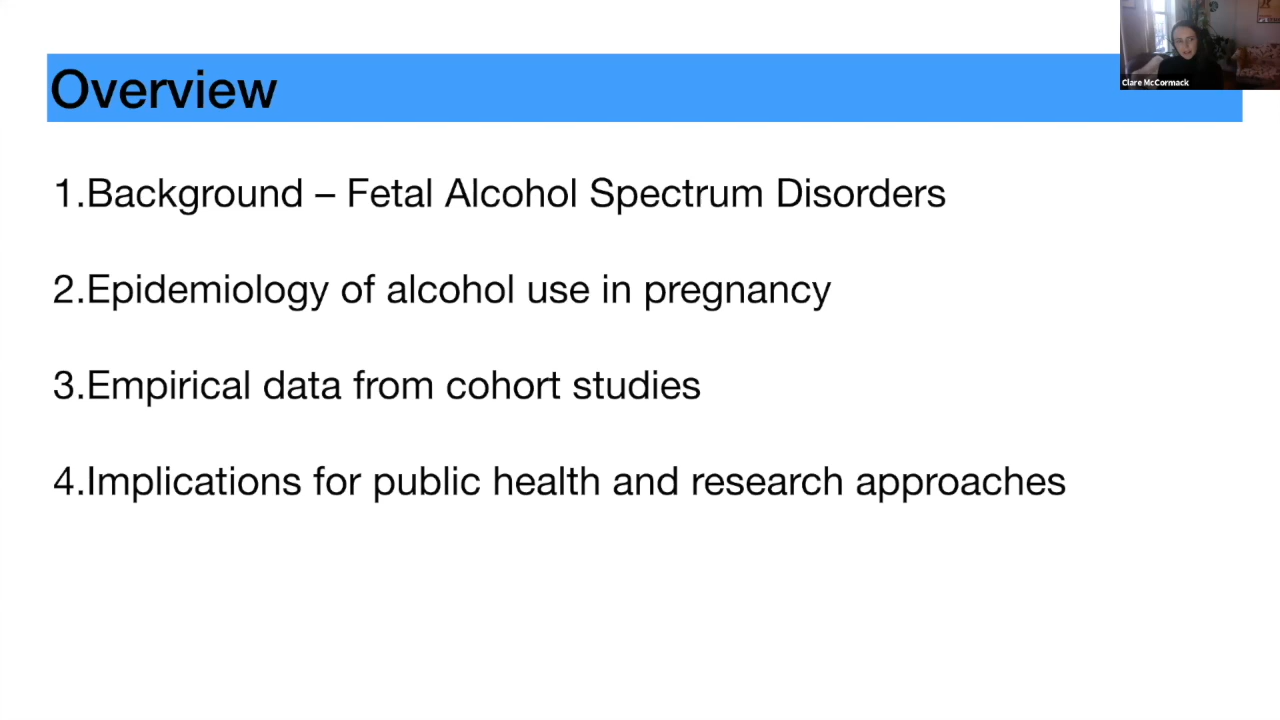 Overview
Clare McCormack
1.Background – Fetal Alcohol Spectrum Disorders
2.Epidemiology of alcohol use in pregnancy
3.Empirical data from cohort studies
4.Implications for public health and research approaches